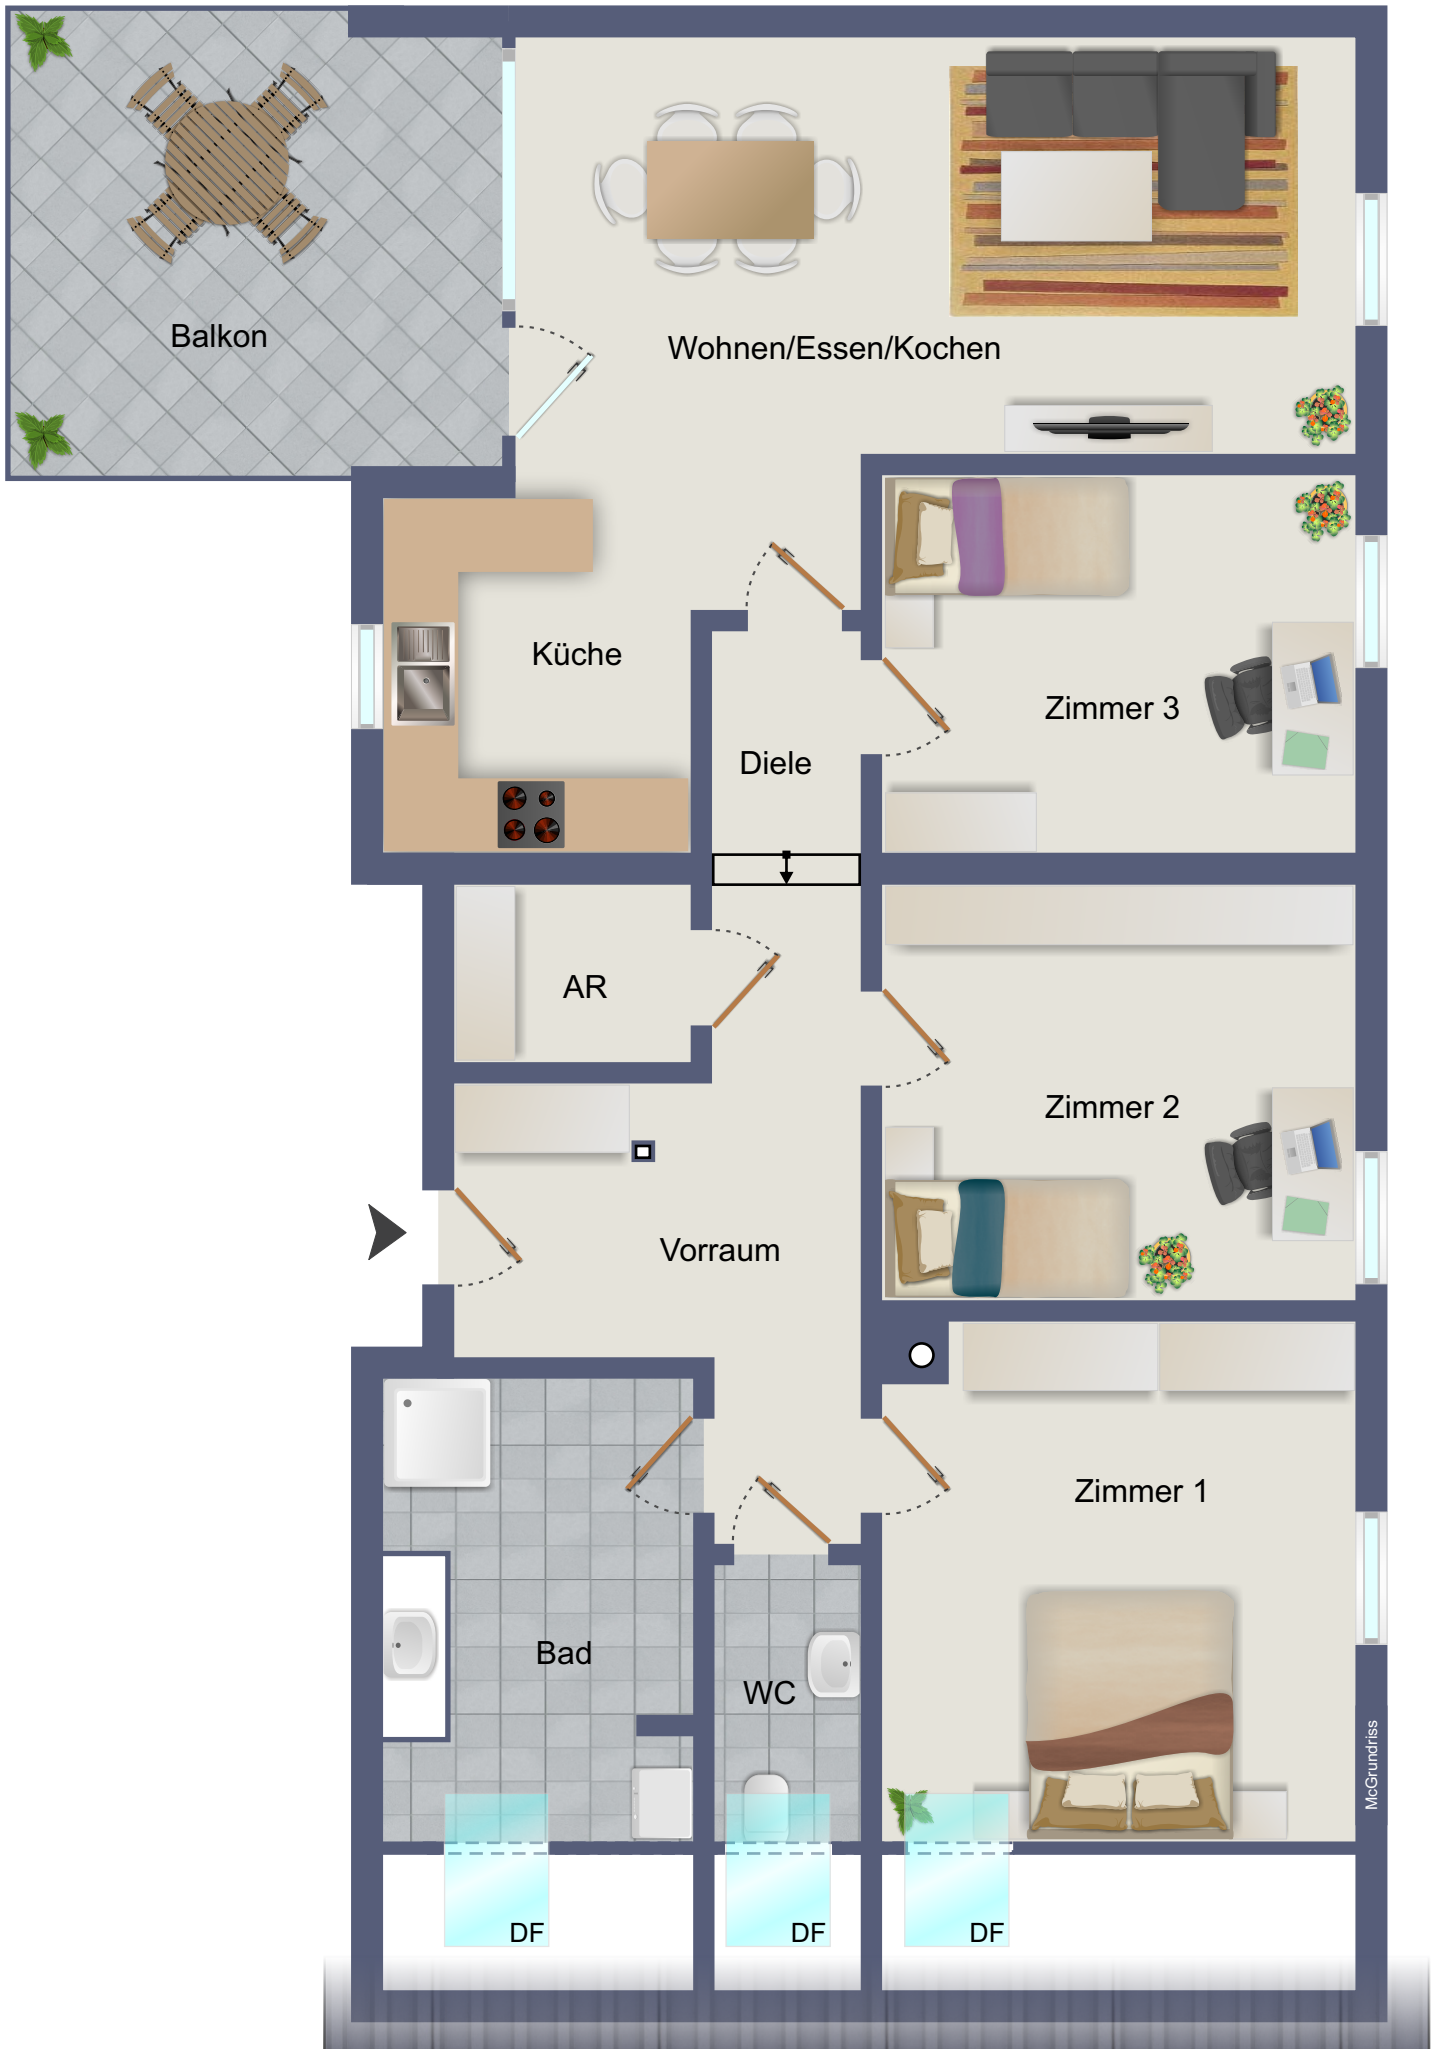 Balkon
Wohnen/Essen/Kochen
Küche
Zimmer 3
Diele
AR
Zimmer 2
Vorraum
Zimmer 1
Bad
WC
McGrundriss
DF
DF
DF